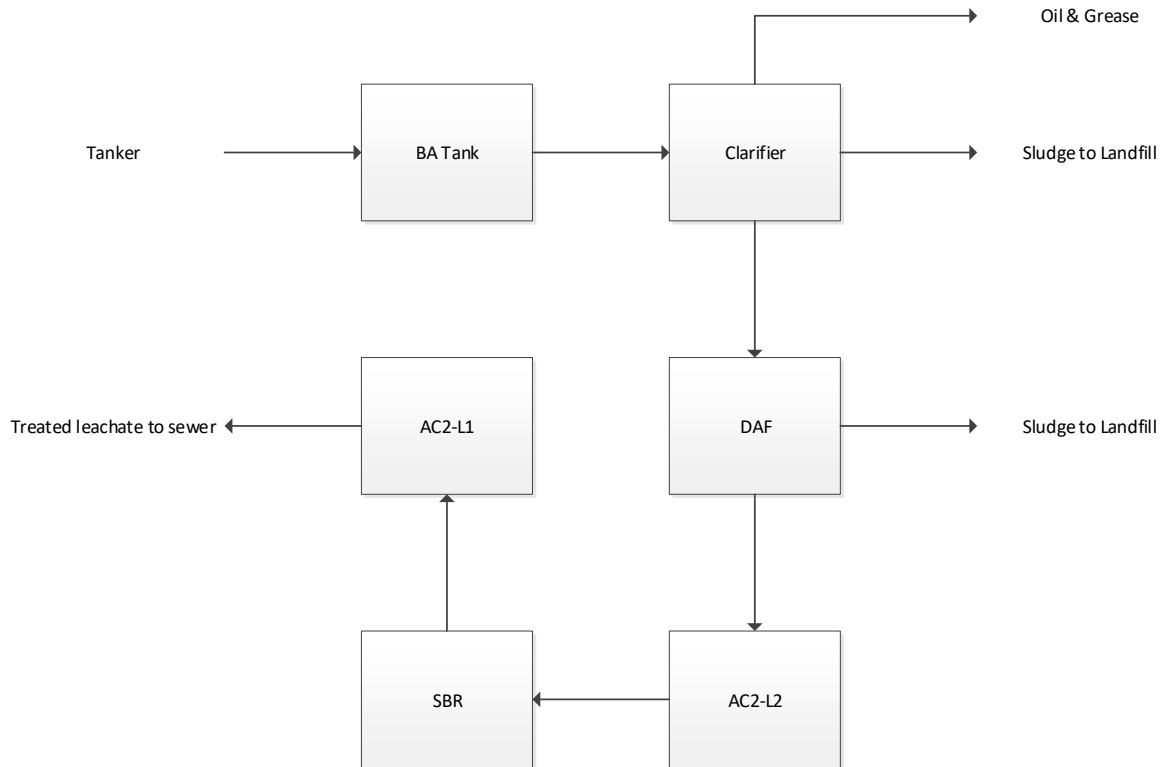 Oil & Grease
Tanker
BA Tank
Clarifier
Sludge to Landfill
Treated leachate to sewer
AC2-L1
DAF
Sludge to Landfill
SBR
AC2-L2